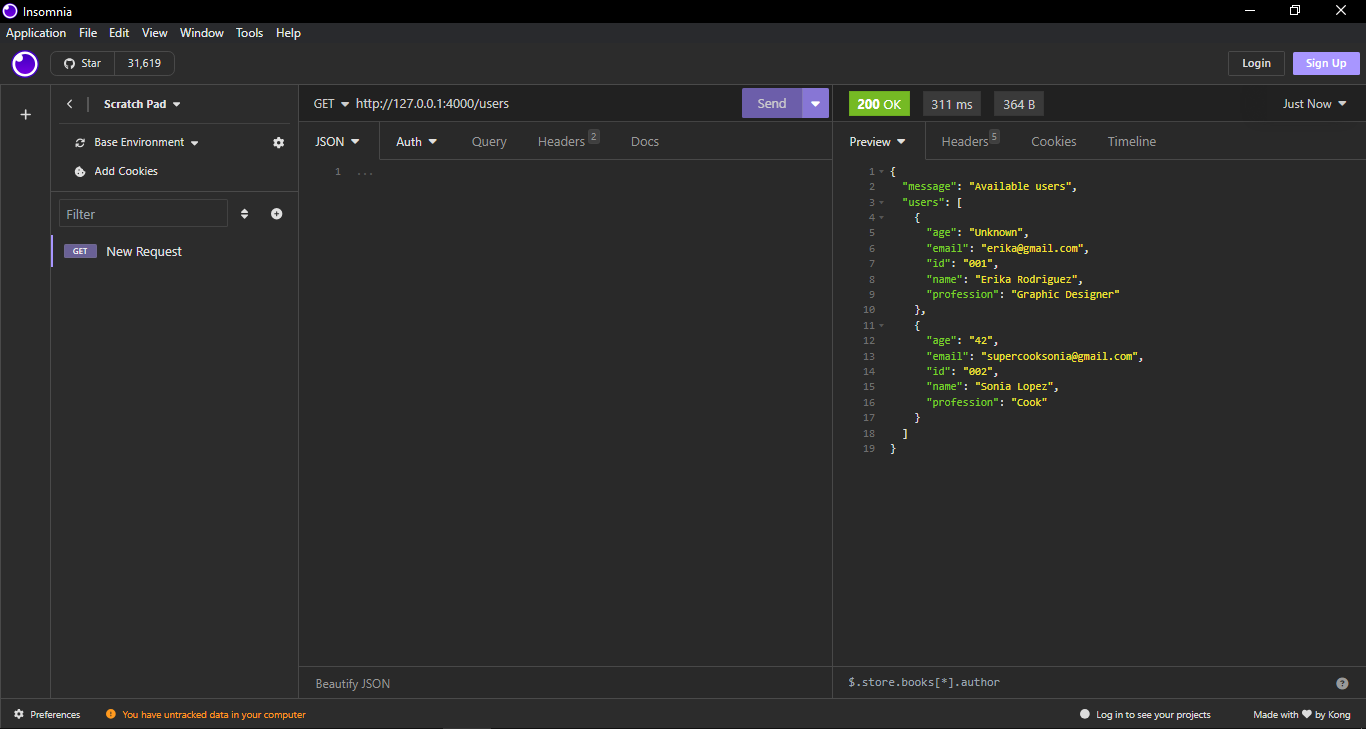 Insomnia
Application File Edit View Window Tools Help
Star 31,619
Login Sign Up
Scratch Pad
Base Environment
Add Cookies
Filter
GET New Request
GET http://127.0.0.1:4000/users Send
JSON Auth Query Headers 2 Docs
1 ...
Beautify JSON
200 OK 311 ms 364 B Just Now
Preview Headers 5 Cookies Timeline
1 {
2 "message": "Available users",
3 "users": [
4 {
5 "age": "Unknown",
6 "email": "erika@gmail.com",
7 "id": "001",
8 "name": "Erika Rodriguez",
9 "profession": "Graphic Designer"
10 },
11 {
12 "age": "42",
13 "email": "supercooksonia@gmail.com",
14 "id": "002",
15 "name": "Sonia Lopez",
16 "profession": "Cook"
17 }
18 ]
19 }
$.store.books[*].author
Preferences You have untracked data in your computer Log in to see your projects Made with ♥ by Kong